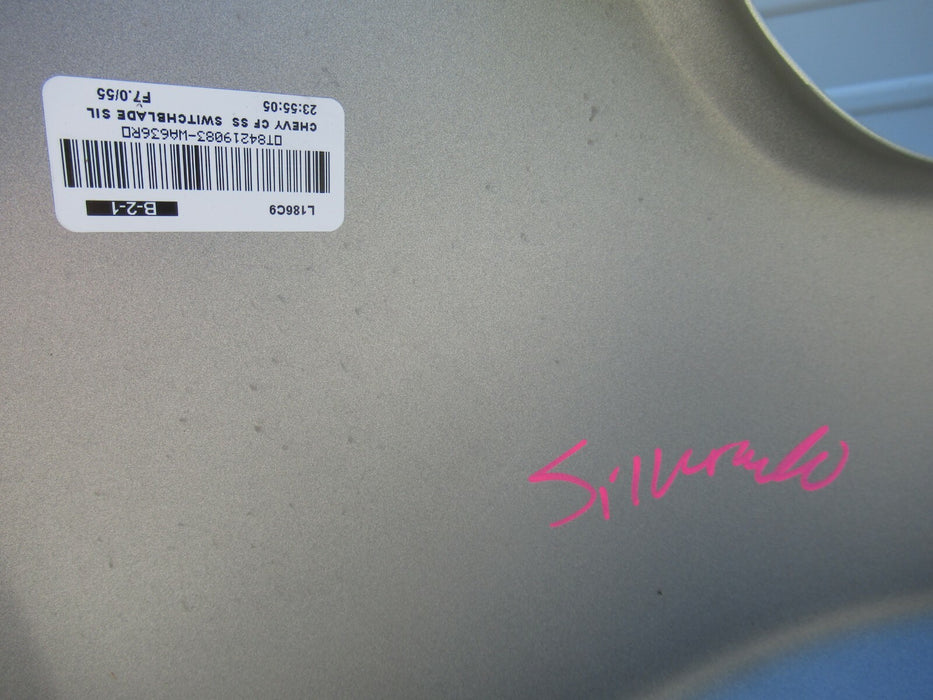 L186C9 B-2-1
DT84219083-WA636RD
CHEVY CF SS SWITCHBLADE SIL
23:55:05 F7.0/55
Silverado